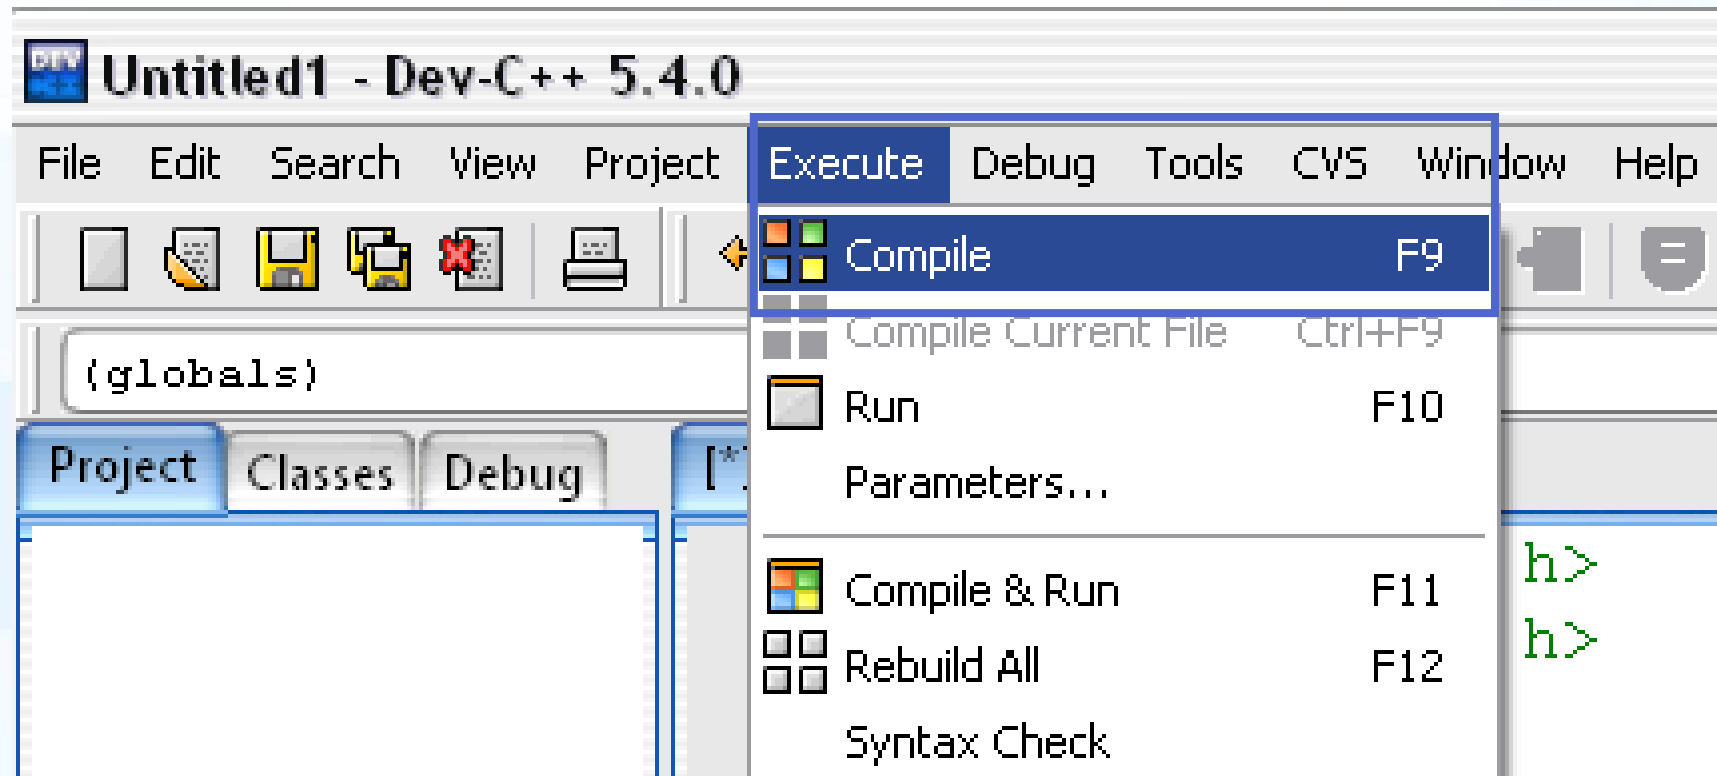 Untitled1 - Dev-C++ 5.4.0
File Edit Search View Project Execute Debug Tools CVS Window Help
Compile F9
Compile Current File Ctrl+F9
(globals)
Run F10
Project Classes Debug [*]
Parameters...
h>
Compile & Run F11
h>
Rebuild All F12
Syntax Check